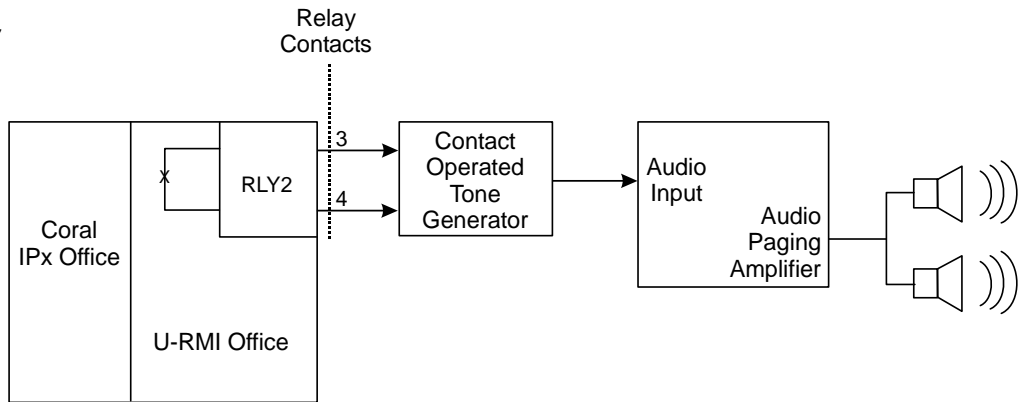 Relay
Contacts
Coral
IPx Office
X
RLY2
U-RMI Office
3
4
Contact
Operated
Tone
Generator
Audio
Input
Audio
Paging
Amplifier